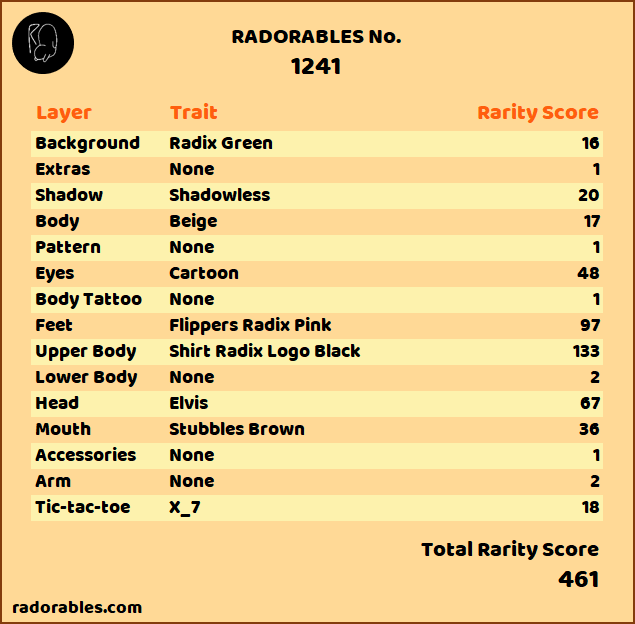 RADORABLES No.
1241
Layer Trait Rarity Score
Background Radix Green 16
Extras None 1
Shadow Shadowless 20
Body Beige 17
Pattern None 1
Eyes Cartoon 48
Body Tattoo None 1
Feet Flippers Radix Pink 97
Upper Body Shirt Radix Logo Black 133
Lower Body None 2
Head Elvis 67
Mouth Stubbles Brown 36
Accessories None 1
Arm None 2
Tic-tac-toe X_7 18
Total Rarity Score
461
radorables.com